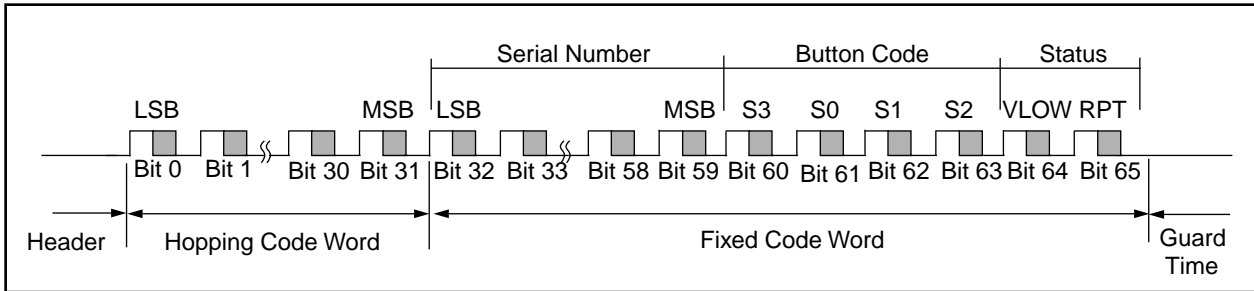 Serial Number Button Code Status
LSB MSB LSB MSB S3 S0 S1 S2 VLOW RPT
Bit 0 Bit 1 Bit 30 Bit 31 Bit 32 Bit 33 Bit 58 Bit 59 Bit 60 Bit 61 Bit 62 Bit 63 Bit 64 Bit 65
Header Hopping Code Word Fixed Code Word Guard
Time